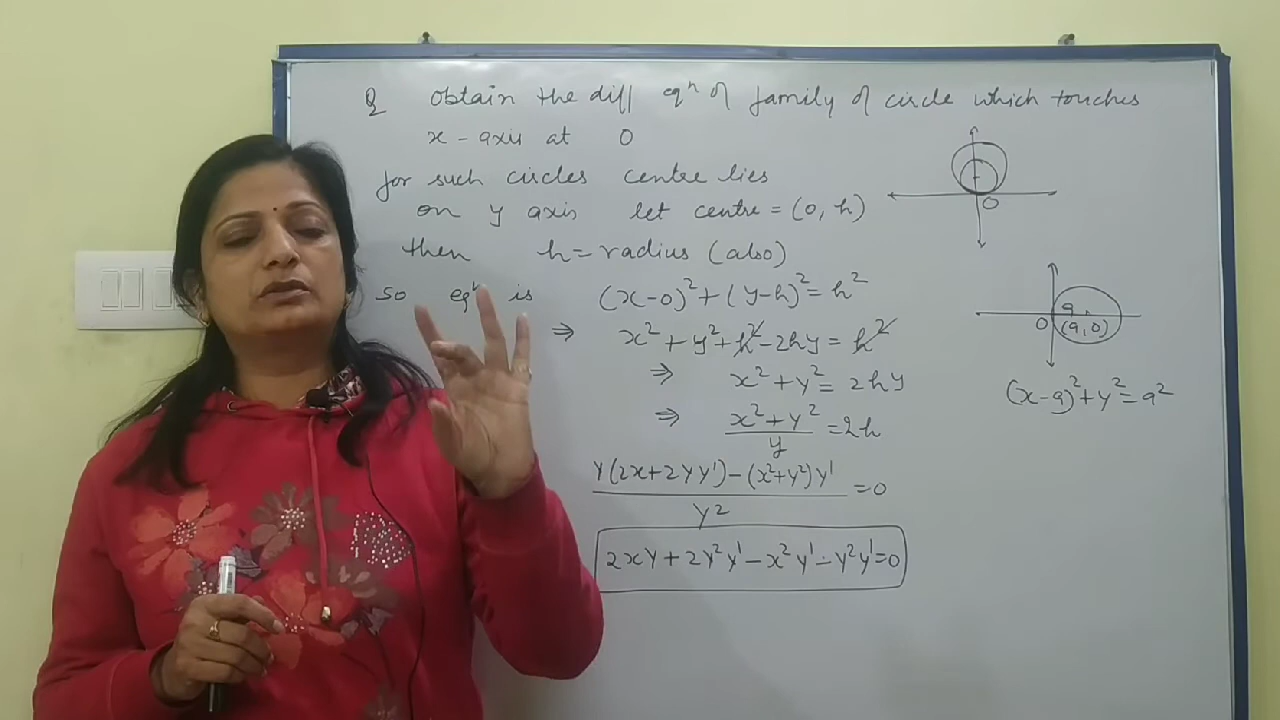 Q obtain the diff eqⁿ of family of circle which touches
x-axis at 0
for such circles centre lies
on y axis let centre = (0, h)
then h = radius (also)
so eqⁿ is (x-0)² + (y-h)² = h²
⇒ x² + y² + h² - 2hy = h²
⇒ x² + y² = 2hy
⇒ (x² + y²)/y = 2h
(y(2x + 2yy') - (x² + y²)y')/y² = 0
2xy + 2y²y' - x²y' - y²y' = 0
0
a
0 (a, 0)
(x-a)² + y² = a²